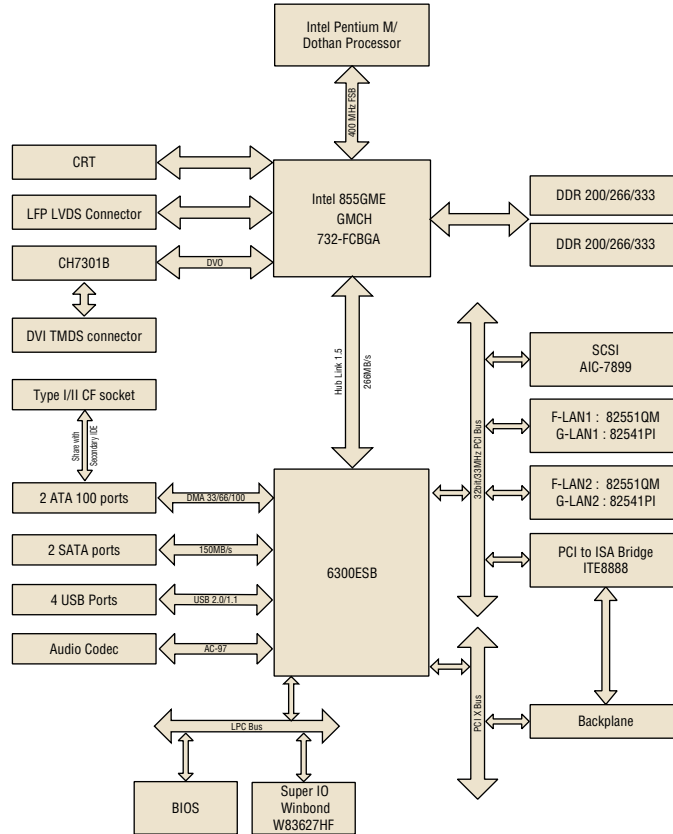 Intel Pentium M/
Dothan Processor
400 MHz FSB
CRT
LFP LVDS Connector
CH7301B
DVO
DVI TMDS connector
Intel 855GME
GMCH
732-FCBGA
DDR 200/266/333
DDR 200/266/333
Hub Link 1.5
266MB/s
Type I/II CF socket
Share with
Secondary IDE
2 ATA 100 ports
DMA 33/66/100
2 SATA ports
150MB/s
4 USB Ports
USB 2.0/1.1
Audio Codec
AC-97
6300ESB
32bit/33MHz PCI Bus
SCSI
AIC-7899
F-LAN1 : 82551QM
G-LAN1 : 82541PI
F-LAN2 : 82551QM
G-LAN2 : 82541PI
PCI to ISA Bridge
ITE8888
PCI X Bus
Backplane
LPC Bus
BIOS
Super IO
Winbond
W83627HF